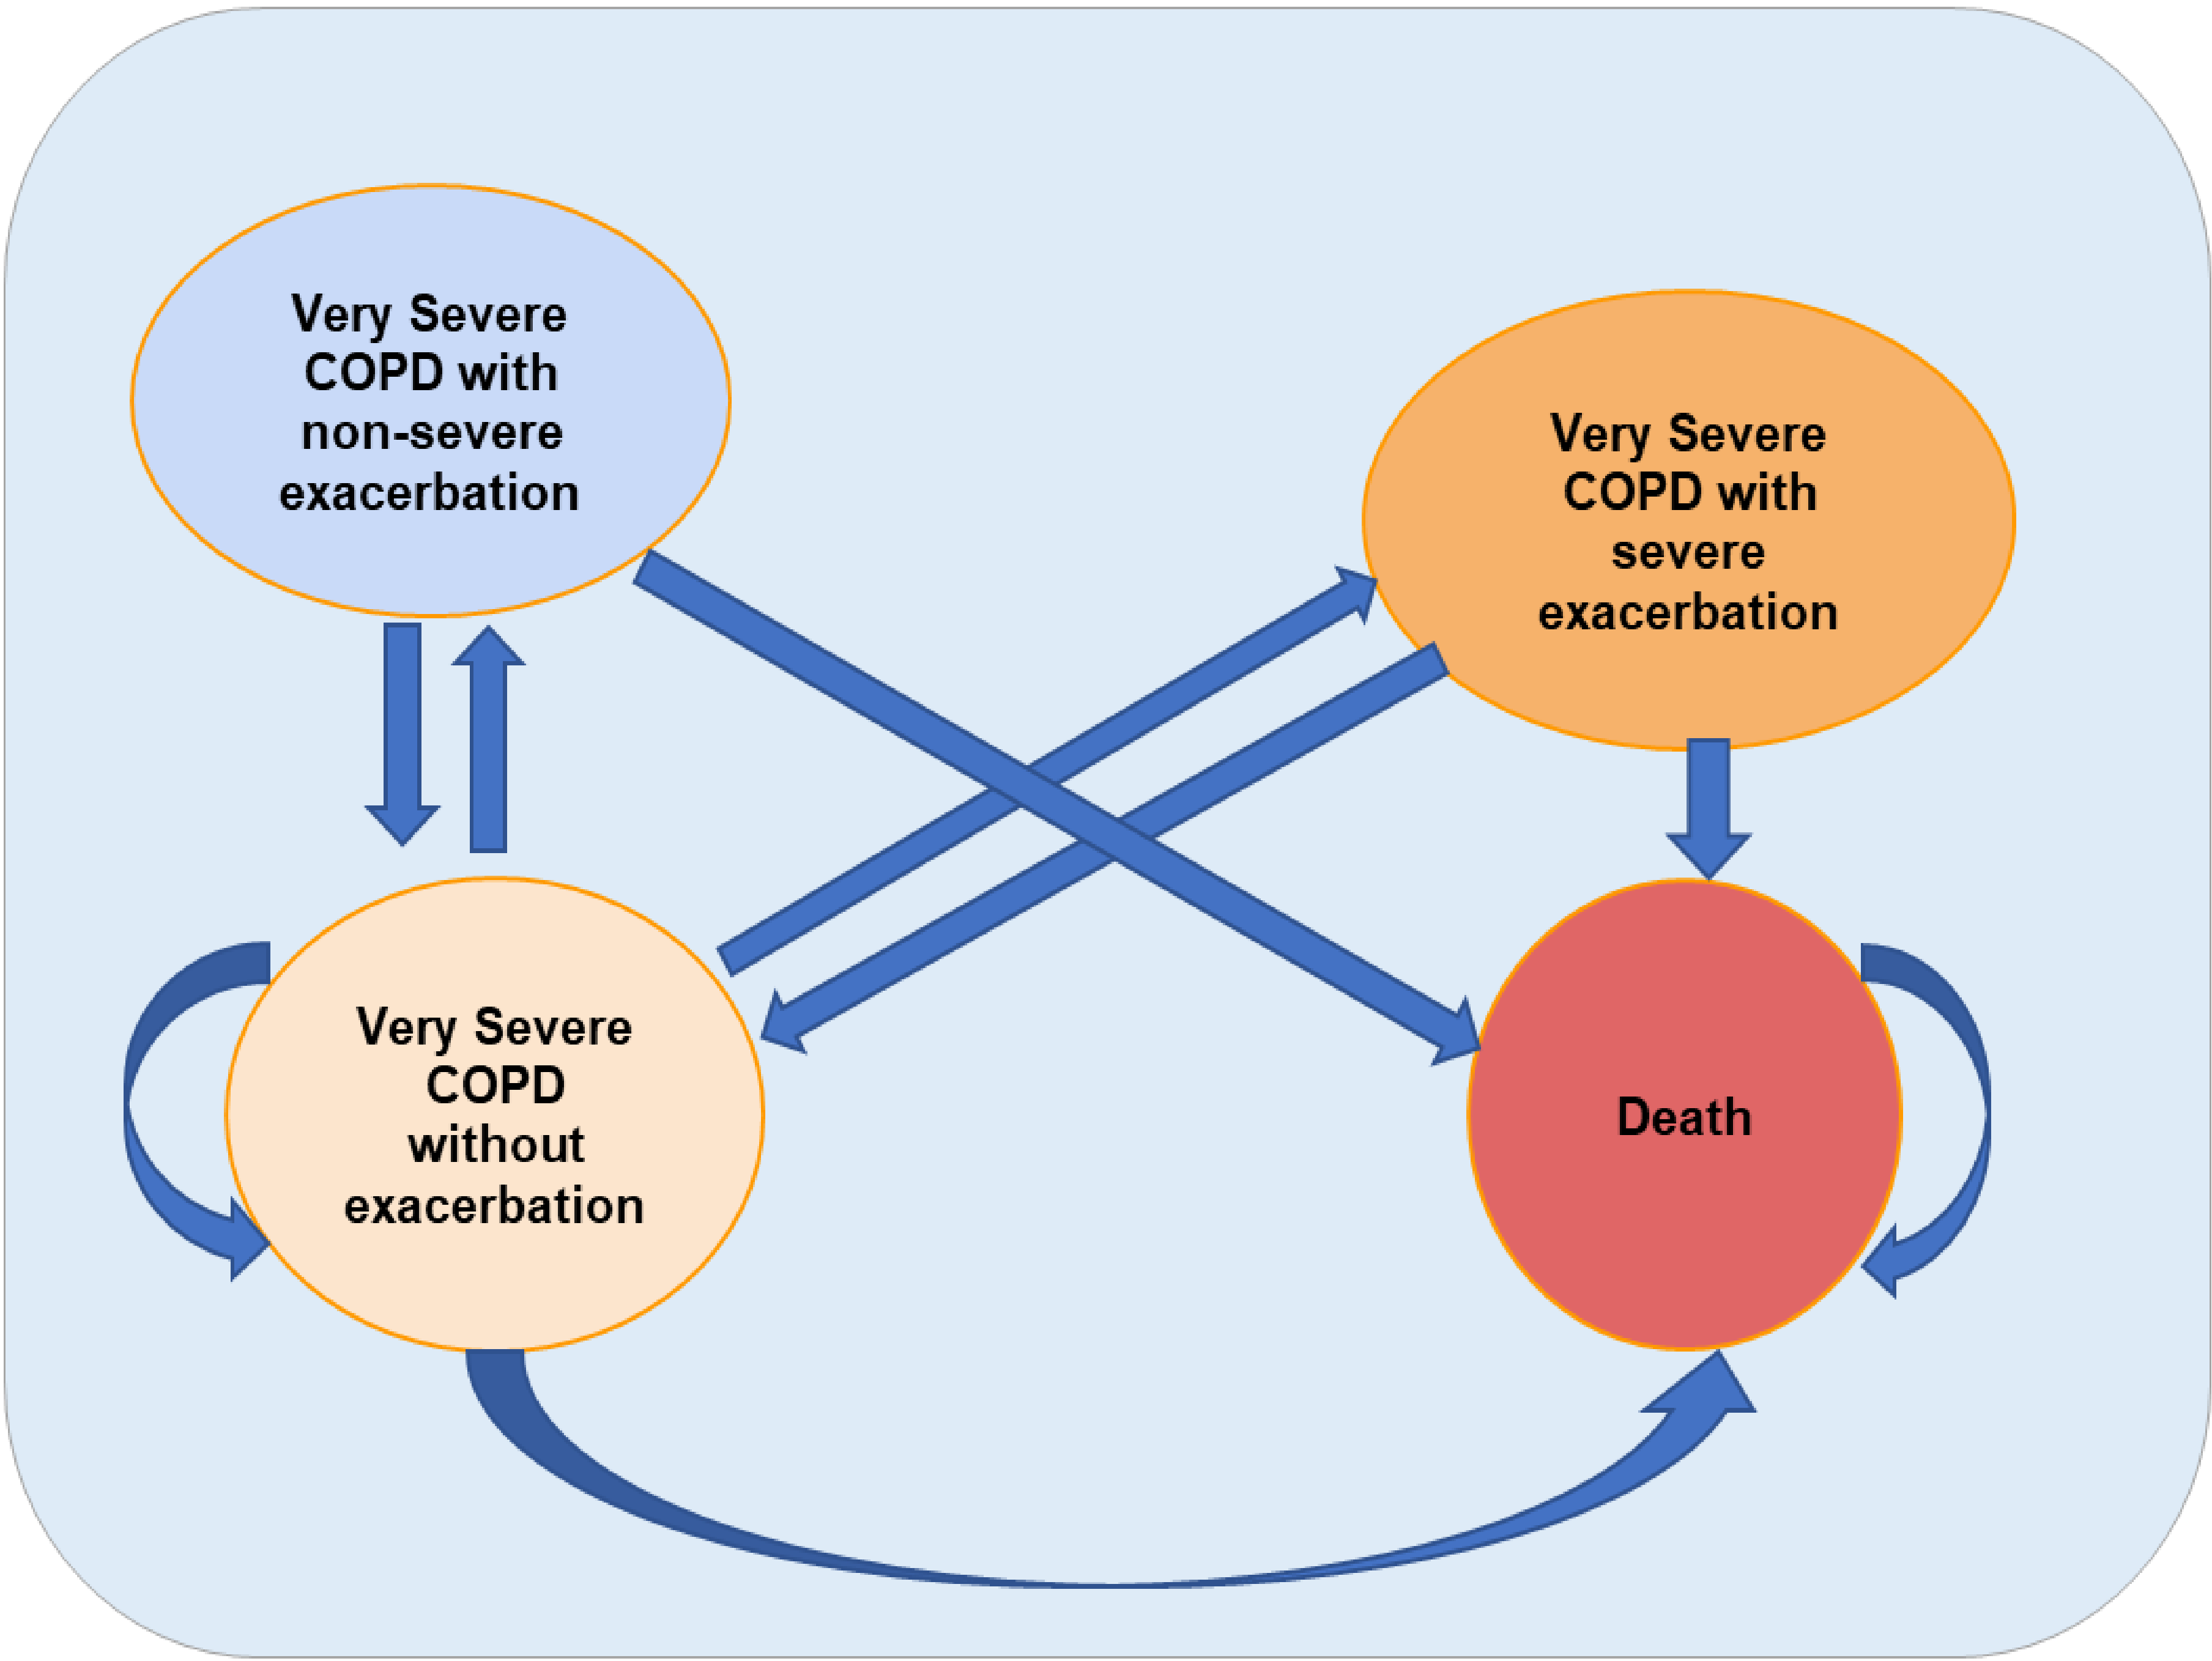 Very Severe
COPD with
non-severe
exacerbation
Very Severe
COPD with
severe
exacerbation
Very Severe
COPD
without
exacerbation
Death